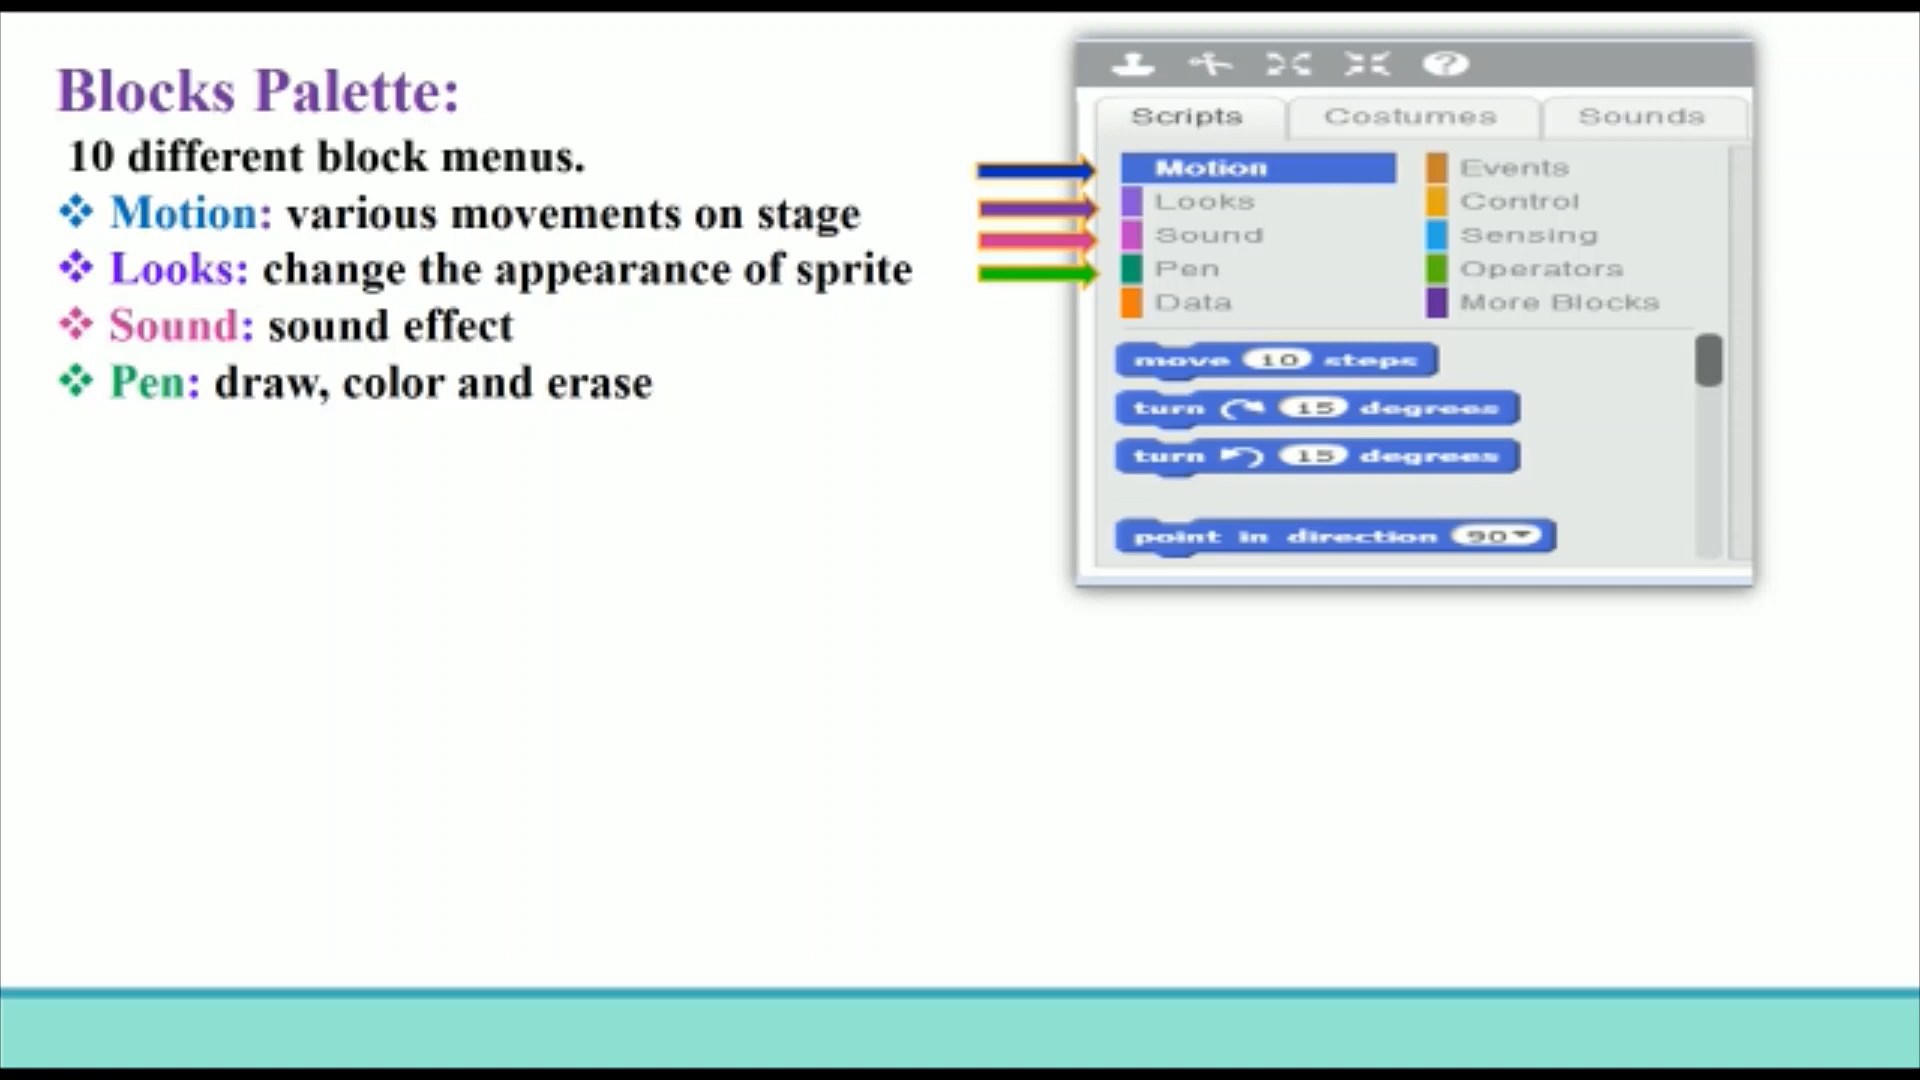 Blocks Palette:
10 different block menus.
❖ Motion: various movements on stage
❖ Looks: change the appearance of sprite
❖ Sound: sound effect
❖ Pen: draw, color and erase
?
Scripts Costumes Sounds
Motion Events
Looks Control
Sound Sensing
Pen Operators
Data More Blocks
move 10 steps
turn 15 degrees
turn 15 degrees
point in direction 90